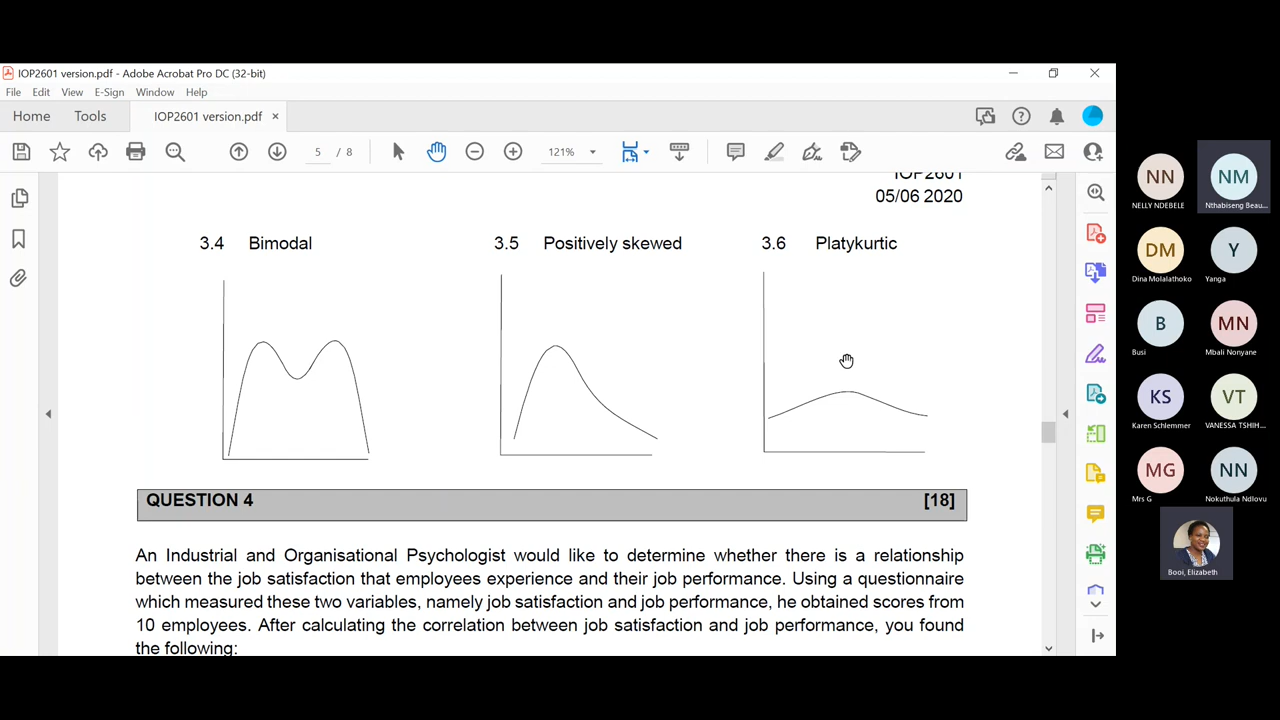 IOP2601 version.pdf - Adobe Acrobat Pro DC (32-bit)
File Edit View E-Sign Window Help
Home Tools IOP2601 version.pdf ×
5 / 8 121%
IOP2601
05/06 2020
3.4 Bimodal 3.5 Positively skewed 3.6 Platykurtic
QUESTION 4 [18]
An Industrial and Organisational Psychologist would like to determine whether there is a relationship
between the job satisfaction that employees experience and their job performance. Using a questionnaire
which measured these two variables, namely job satisfaction and job performance, he obtained scores from
10 employees. After calculating the correlation between job satisfaction and job performance, you found
the following:
NN NM
NELLY NDEBELE Nthabiseng Beau...
DM Y
Dina Molalathoko Yanga
B MN
Busi Mbali Nonyane
KS VT
Karen Schlemmer VANESSA TSHIH...
MG NN
Mrs G Nokuthula Ndlovu
Booi, Elizabeth